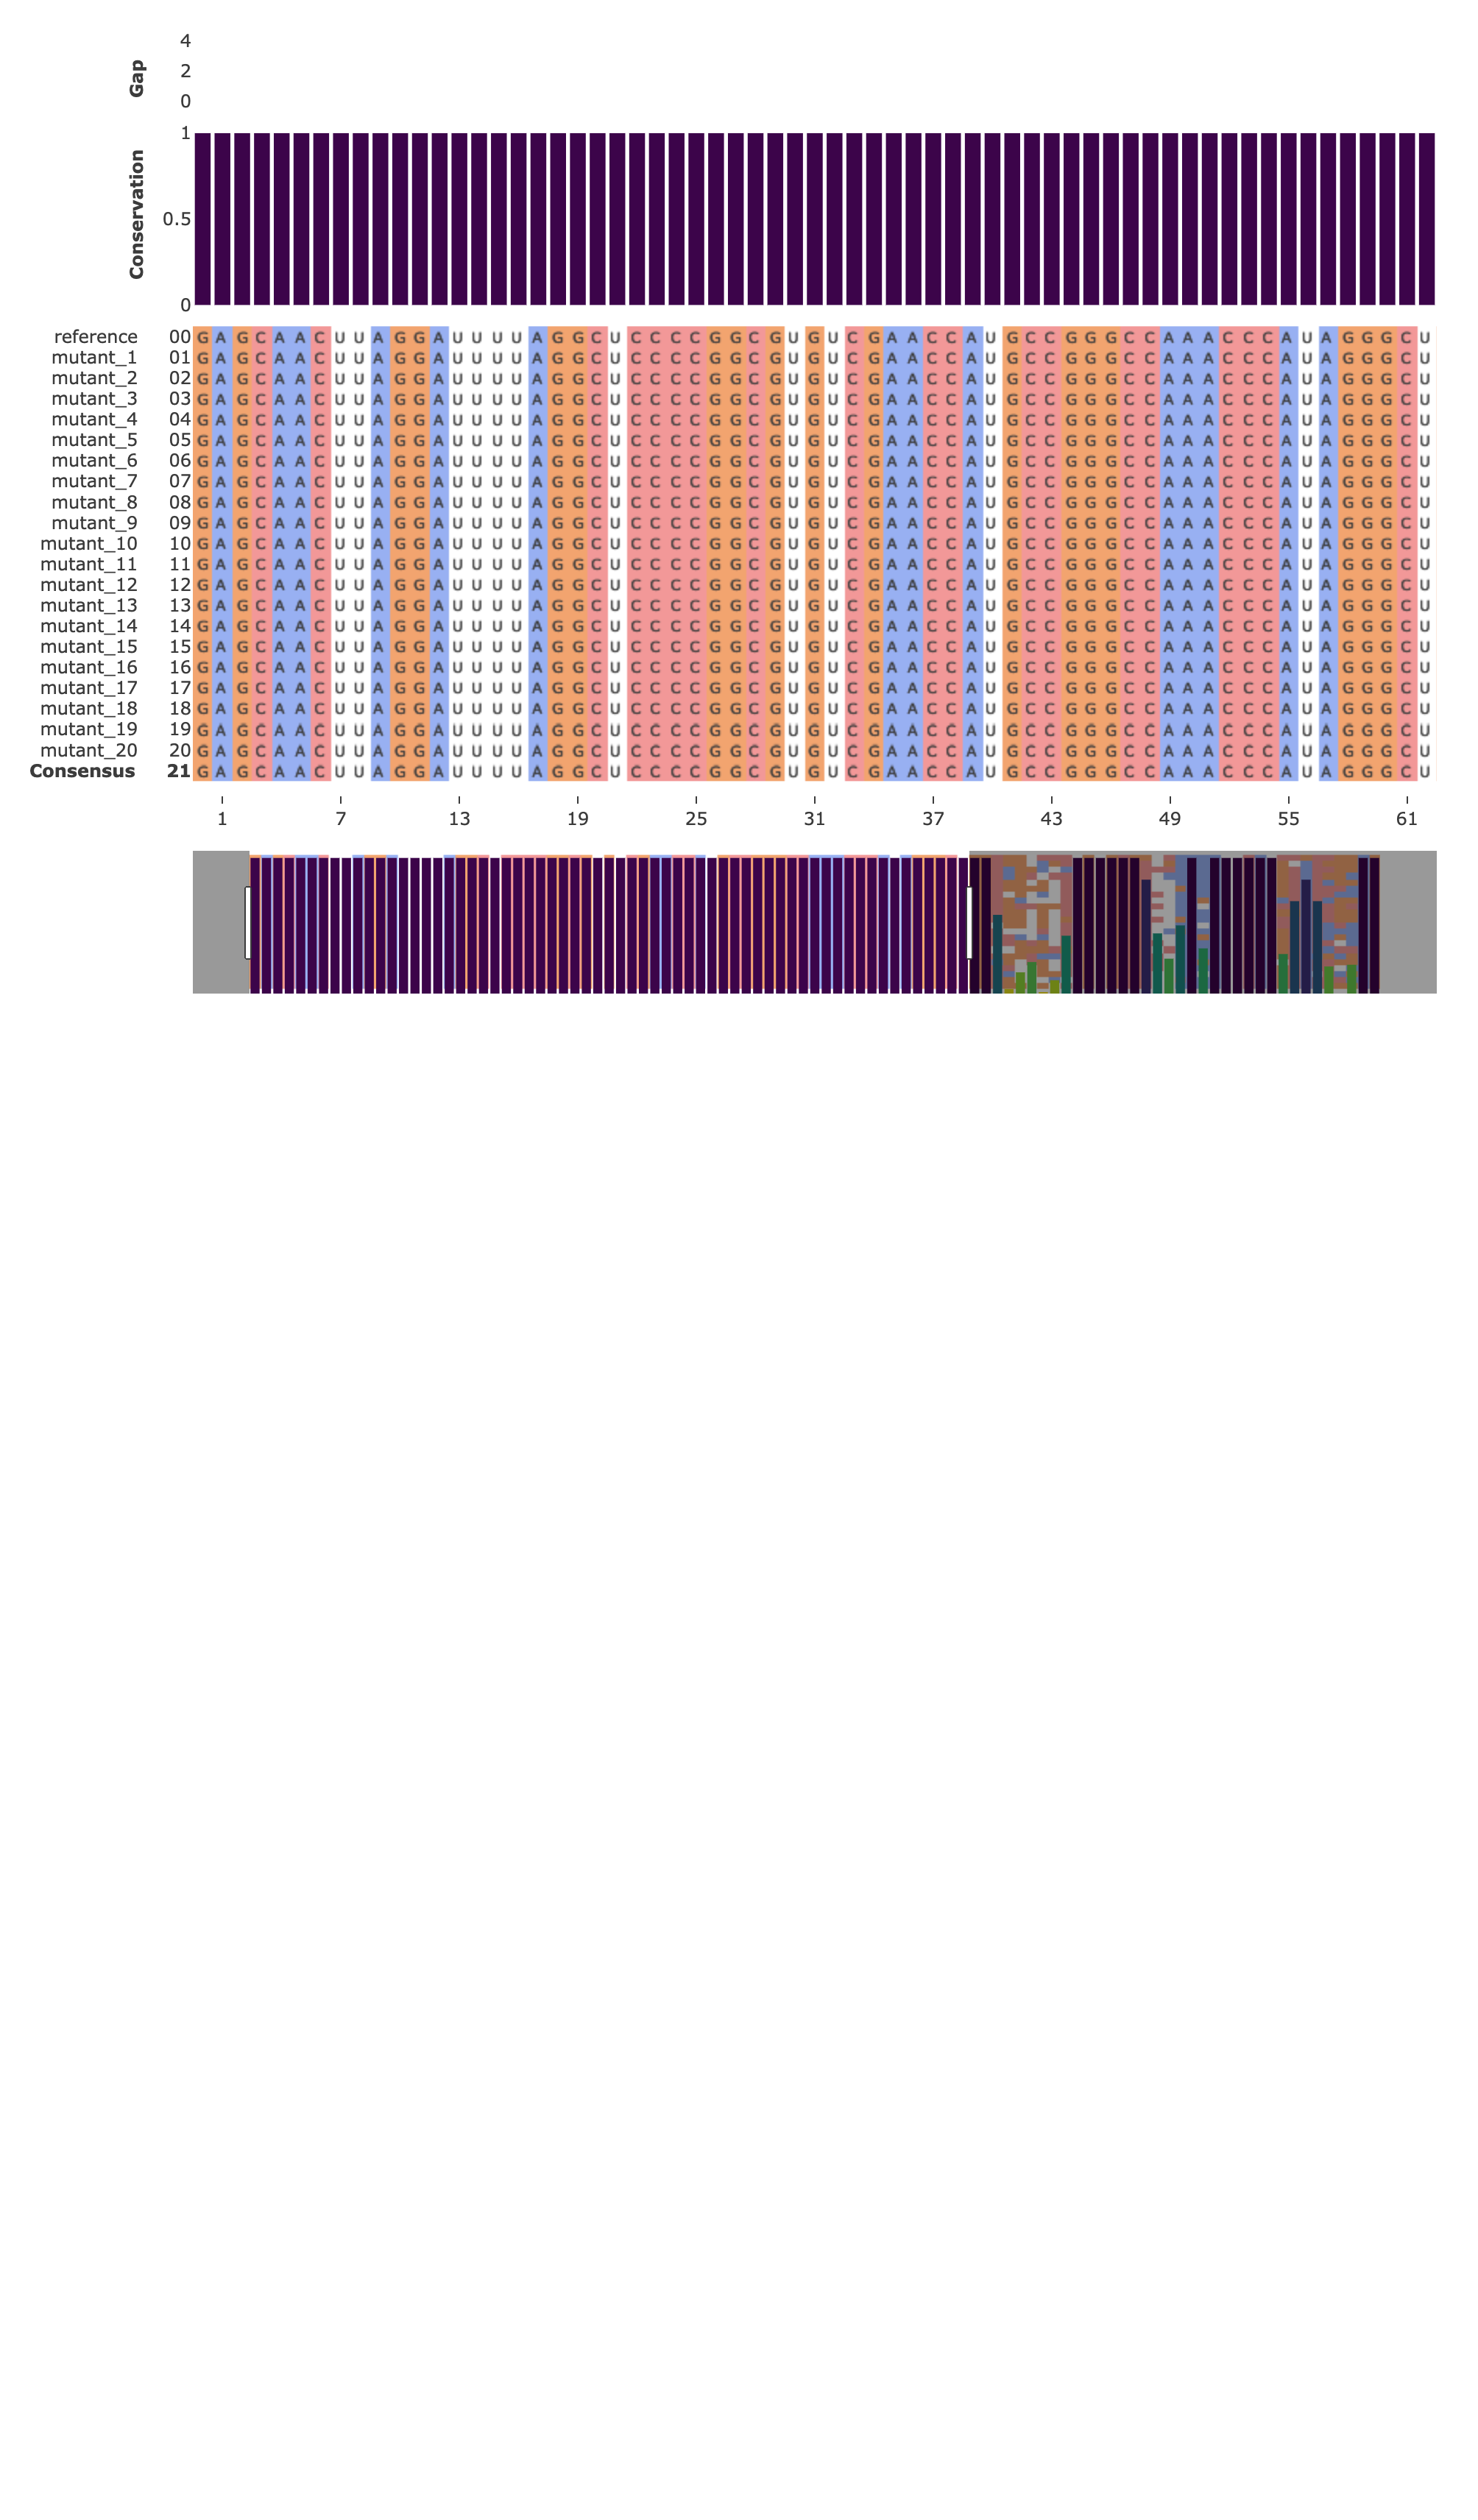 4
Gap
2
0
1
Conservation
0.5
0
reference 00 G A G C A A C U U A G G A U U U U A G G C U C C C C G G C G U G U C G A A C C A U G C C G G G C C A A A C C C A U A G G G C U
mutant_1 01 G A G C A A C U U A G G A U U U U A G G C U C C C C G G C G U G U C G A A C C A U G C C G G G C C A A A C C C A U A G G G C U
mutant_2 02 G A G C A A C U U A G G A U U U U A G G C U C C C C G G C G U G U C G A A C C A U G C C G G G C C A A A C C C A U A G G G C U
mutant_3 03 G A G C A A C U U A G G A U U U U A G G C U C C C C G G C G U G U C G A A C C A U G C C G G G C C A A A C C C A U A G G G C U
mutant_4 04 G A G C A A C U U A G G A U U U U A G G C U C C C C G G C G U G U C G A A C C A U G C C G G G C C A A A C C C A U A G G G C U
mutant_5 05 G A G C A A C U U A G G A U U U U A G G C U C C C C G G C G U G U C G A A C C A U G C C G G G C C A A A C C C A U A G G G C U
mutant_6 06 G A G C A A C U U A G G A U U U U A G G C U C C C C G G C G U G U C G A A C C A U G C C G G G C C A A A C C C A U A G G G C U
mutant_7 07 G A G C A A C U U A G G A U U U U A G G C U C C C C G G C G U G U C G A A C C A U G C C G G G C C A A A C C C A U A G G G C U
mutant_8 08 G A G C A A C U U A G G A U U U U A G G C U C C C C G G C G U G U C G A A C C A U G C C G G G C C A A A C C C A U A G G G C U
mutant_9 09 G A G C A A C U U A G G A U U U U A G G C U C C C C G G C G U G U C G A A C C A U G C C G G G C C A A A C C C A U A G G G C U
mutant_10 10 G A G C A A C U U A G G A U U U U A G G C U C C C C G G C G U G U C G A A C C A U G C C G G G C C A A A C C C A U A G G G C U
mutant_11 11 G A G C A A C U U A G G A U U U U A G G C U C C C C G G C G U G U C G A A C C A U G C C G G G C C A A A C C C A U A G G G C U
mutant_12 12 G A G C A A C U U A G G A U U U U A G G C U C C C C G G C G U G U C G A A C C A U G C C G G G C C A A A C C C A U A G G G C U
mutant_13 13 G A G C A A C U U A G G A U U U U A G G C U C C C C G G C G U G U C G A A C C A U G C C G G G C C A A A C C C A U A G G G C U
mutant_14 14 G A G C A A C U U A G G A U U U U A G G C U C C C C G G C G U G U C G A A C C A U G C C G G G C C A A A C C C A U A G G G C U
mutant_15 15 G A G C A A C U U A G G A U U U U A G G C U C C C C G G C G U G U C G A A C C A U G C C G G G C C A A A C C C A U A G G G C U
mutant_16 16 G A G C A A C U U A G G A U U U U A G G C U C C C C G G C G U G U C G A A C C A U G C C G G G C C A A A C C C A U A G G G C U
mutant_17 17 G A G C A A C U U A G G A U U U U A G G C U C C C C G G C G U G U C G A A C C A U G C C G G G C C A A A C C C A U A G G G C U
mutant_18 18 G A G C A A C U U A G G A U U U U A G G C U C C C C G G C G U G U C G A A C C A U G C C G G G C C A A A C C C A U A G G G C U
mutant_19 19 G A G C A A C U U A G G A U U U U A G G C U C C C C G G C G U G U C G A A C C A U G C C G G G C C A A A C C C A U A G G G C U
mutant_20 20 G A G C A A C U U A G G A U U U U A G G C U C C C C G G C G U G U C G A A C C A U G C C G G G C C A A A C C C A U A G G G C U
Consensus 21 G A G C A A C U U A G G A U U U U A G G C U C C C C G G C G U G U C G A A C C A U G C C G G G C C A A A C C C A U A G G G C U
1 7 13 19 25 31 37 43 49 55 61